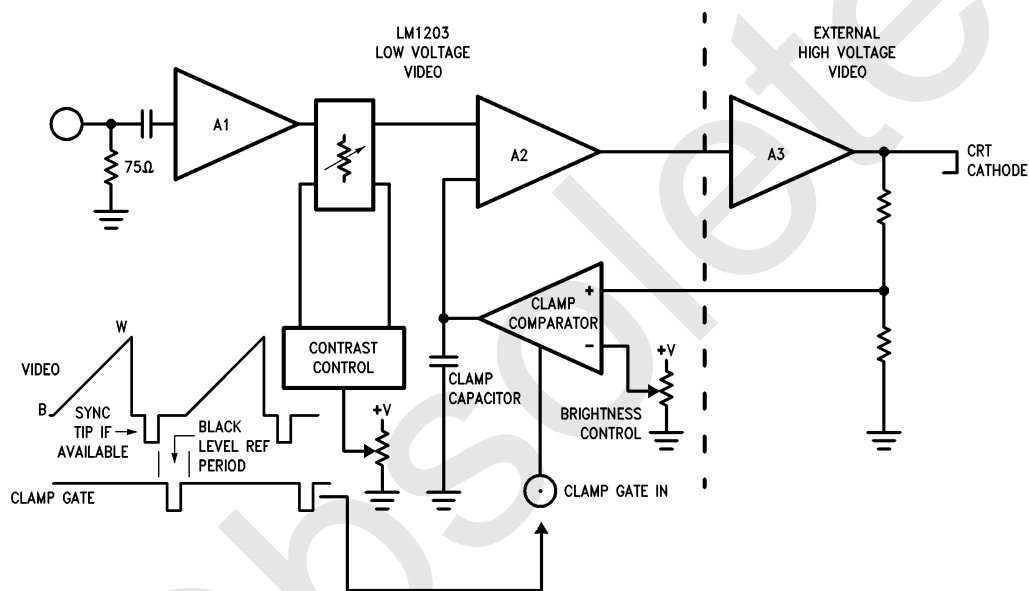 LM1203
LOW VOLTAGE
VIDEO
EXTERNAL
HIGH VOLTAGE
VIDEO
A1
75Ω
A2
A3
CRT
CATHODE
CLAMP
COMPARATOR
+
−
CONTRAST
CONTROL
CLAMP
CAPACITOR
+V
BRIGHTNESS
CONTROL
+V
W
VIDEO
B
SYNC
TIP IF
AVAILABLE
BLACK
LEVEL REF
PERIOD
CLAMP GATE
CLAMP GATE IN
obsolete